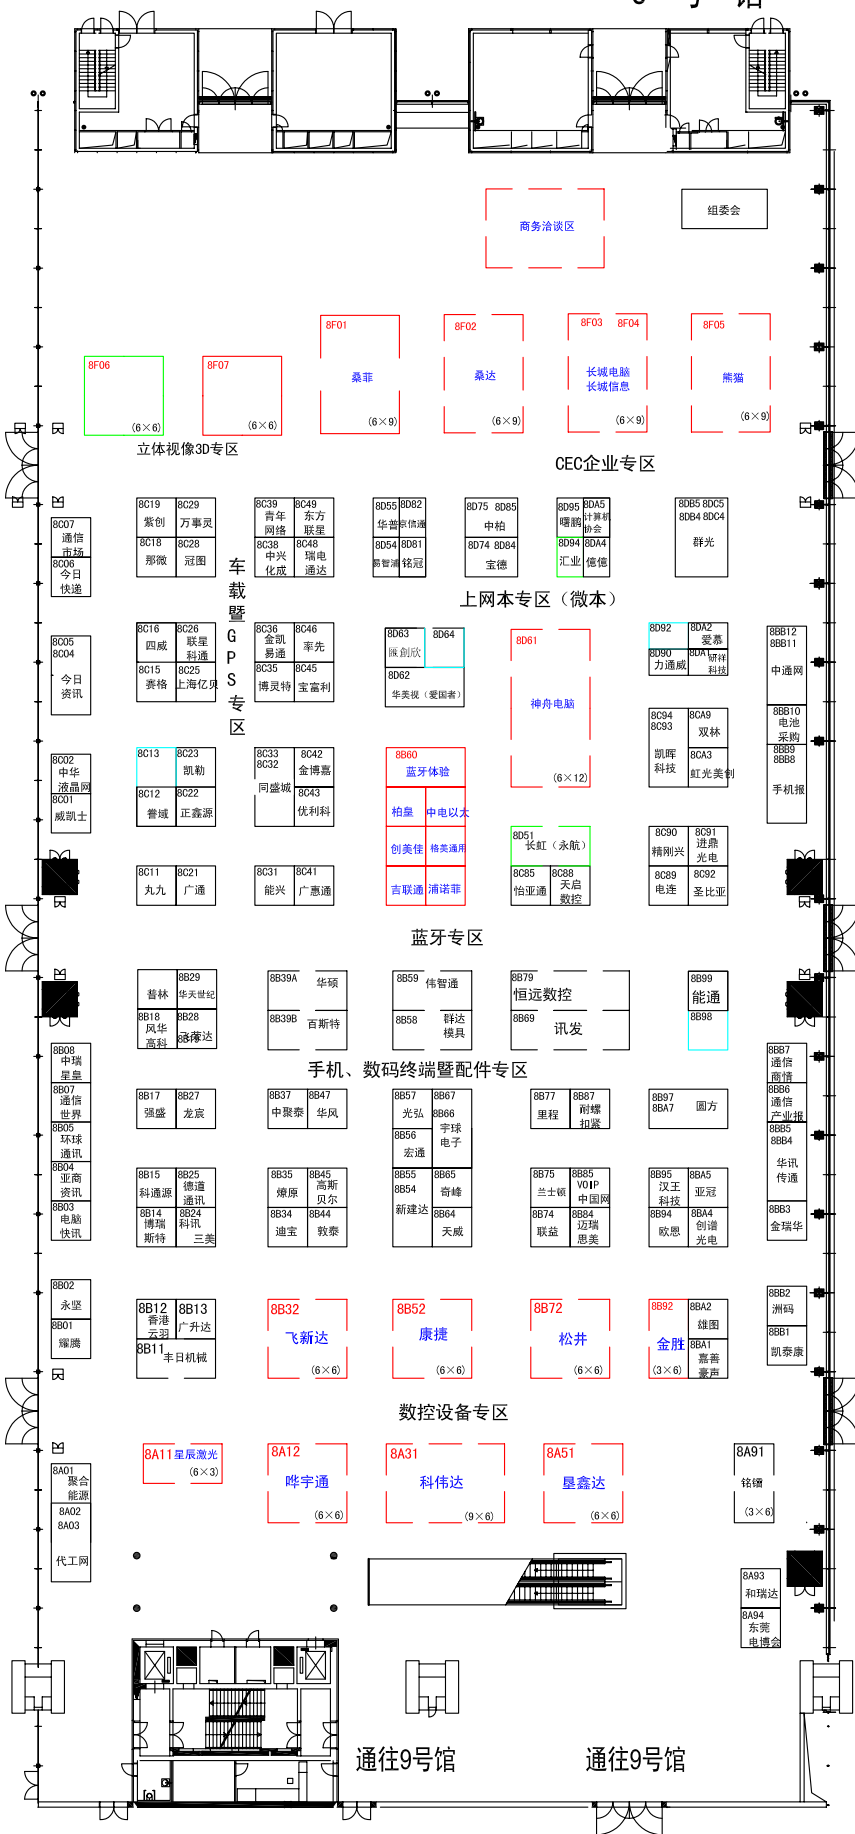 号 馆
商务洽谈区
组委会
8F01
桑菲
(6×9)
8F02
桑达
(6×9)
8F03 8F04
长城电脑
长城信息
(6×9)
8F05
熊猫
(6×9)
8F06
(6×6)
8F07
(6×6)
立体视像3D专区
CEC企业专区
8C07
通信
市场
8C06
今日
快递
8C19
紫创
8C29
万事灵
8C18
那微
8C28
冠图
8C39
青年
网络
8C49
东方
联星
8C38
中兴
化成
8C48
瑞电
通达
8D55
华普
8D82
京信通
8D54
易智浦
8D81
铭冠
8D75 8D85
中柏
8D74 8D84
宝德
8D95
曙鹏
8DA5
计算机
协会
8D94
汇业
8DA4
億億
8DB5 8DC5
8DB4 8DC4
群光
车载暨GPS专区
上网本专区（微本）
8C05
8C04
今日
资讯
8C16
四威
8C26
联星
科通
8C15
赛格
8C25
上海亿贝
8C36
金凯
易通
8C46
率先
8C35
博灵特
8C45
宝富利
8D63
匯創欣
8D64
8D62
华美视（爱国者）
8D61
神舟电脑
(6×12)
8D92
8DA2
爱慕
8D90
力通威
8DA1
研祥
科技
8BB12
8BB11
中通网
8BB10
电池
采购
8BB9
8BB8
手机报
8C02
中华
液晶网
8C01
威凯士
8C13
8C23
凯勒
8C12
誉域
8C22
正鑫源
8C33
8C32
同盛城
8C42
金博嘉
8C43
优利科
8B60
蓝牙体验
柏皇
中电以太
创美佳
格美通用
吉联通
浦诺菲
8C94
8C93
凯晖
科技
8CA9
双林
8CA3
虹光美创
8D51
长虹（永航）
8C85
怡亚通
8C88
天启
数控
8C90
精刚兴
8C91
进鼎
光电
8C89
电连
8C92
圣比亚
8C11
丸九
8C21
广通
8C31
能兴
8C41
广惠通
蓝牙专区
普林
8B29
华天世纪
8B18
风华
高科
8B28
飞荣达
8B19
8B39A
华硕
8B39B
百斯特
8B59
伟智通
8B58
群达
模具
8B79
恒远数控
8B69
讯发
8B99
能通
8B98
手机、数码终端暨配件专区
8B08
中瑞
星皇
8B07
通信
世界
8B05
环球
通讯
8B04
亚商
资讯
8B03
电脑
快讯
8B17
强盛
8B27
龙宸
8B37
中聚泰
8B47
华风
8B57
光弘
8B67
8B66
宇球
电子
8B56
宏通
8B77
里程
8B87
耐螺
扣紧
8B97
8BA7
圆方
8BB7
通信
商情
8BB6
通信
产业报
8BB5
8BB4
华讯
传通
8BB3
金瑞华
8B15
科通源
8B25
德道
通讯
8B14
博瑞
斯特
8B24
科讯
三美
8B35
燎原
8B45
高斯
贝尔
8B34
迪宝
8B44
敦泰
8B55
8B54
新建达
8B65
奇峰
8B64
天威
8B75
兰士顿
8B85
VOIP
中国网
8B74
联益
8B84
迈瑞
思美
8B95
汉王
科技
8BA5
亚冠
8B94
欧恩
8BA4
创谱
光电
8B02
永坚
8B01
耀腾
8B12
香港
云羽
8B13
广升达
8B11
丰日机械
8B32
飞新达
(6×6)
8B52
康捷
(6×6)
8B72
松井
(6×6)
8B92
金胜
(3×6)
8BA2
雄图
8BA1
嘉善
豪声
8BB2
洲码
8BB1
凯泰康
数控设备专区
8A01
聚合
能源
8A02
8A03
代工网
8A11
星辰激光
(6×3)
8A12
晔宇通
(6×6)
8A31
科伟达
(9×6)
8A51
垦鑫达
(6×6)
8A91
铭镭
(3×6)
8A93
和瑞达
8A94
东莞
电博会
通往9号馆
通往9号馆